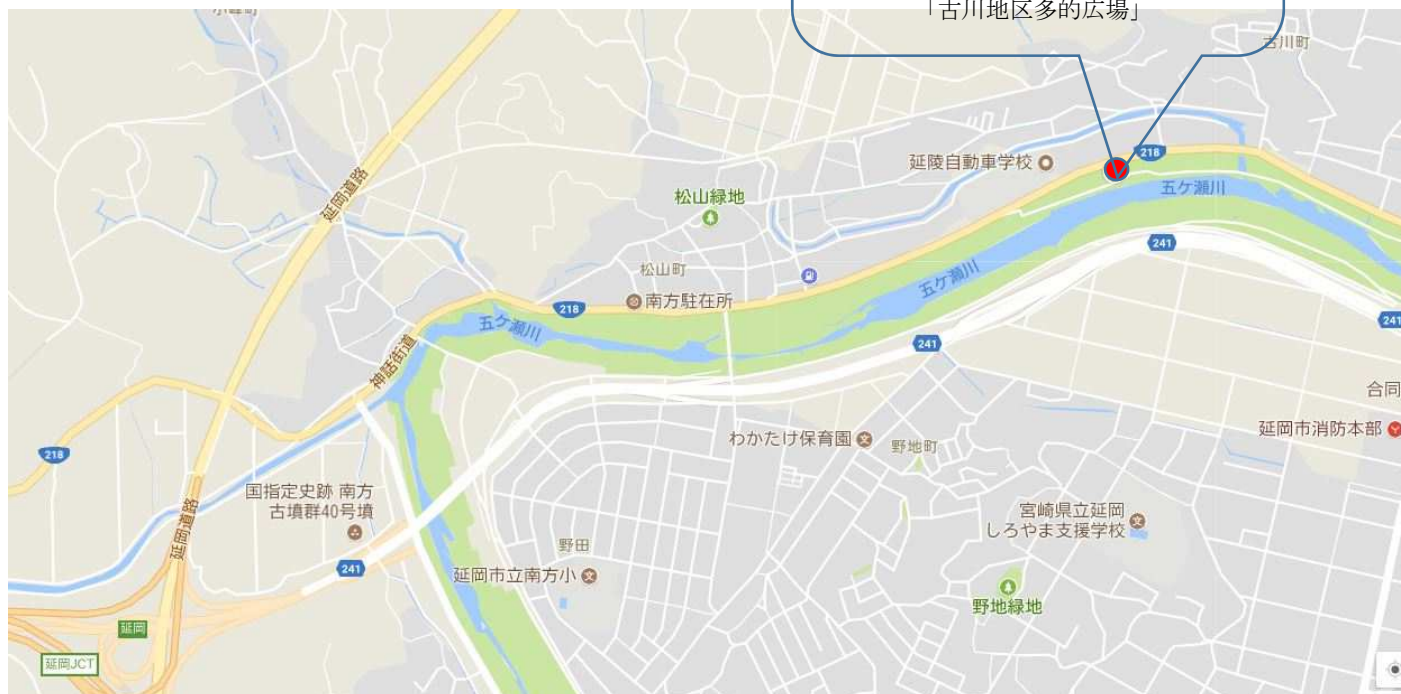 「古川地区多的広場」
小峰町
古川町
延岡道路
延陵自動車学校
218
五ケ瀬川
松山緑地
241
松山町
五ケ瀬川
南方駐在所
218
五ケ瀬川
241
241
神話街道
合同
わかたけ保育園
野地町
延岡市消防本部
218
国指定史跡 南方
古墳群40号墳
延岡道路
宮崎県立延岡
しろやま支援学校
野田
241
延岡市立南方小
野地緑地
延岡
延岡JCT